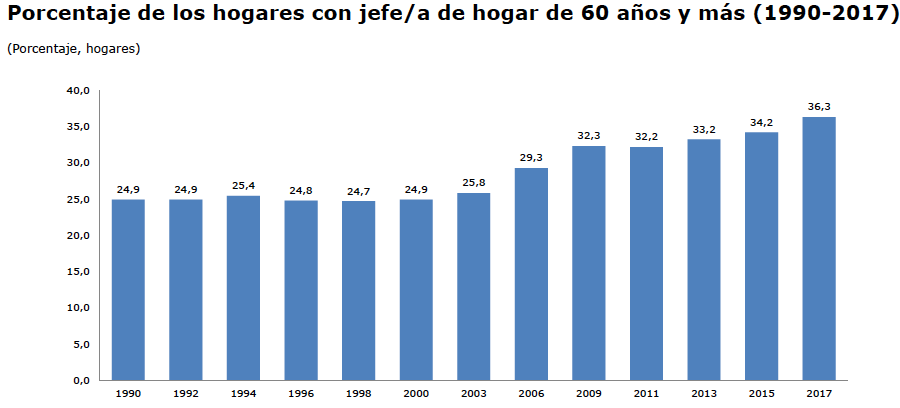 Porcentaje de los hogares con jefe/a de hogar de 60 años y más (1990-2017)
(Porcentaje, hogares)
40,0
35,0
30,0
25,0
20,0
15,0
10,0
5,0
0,0
24,9 24,9 25,4 24,8 24,7 24,9 25,8 29,3 32,3 32,2 33,2 34,2 36,3
1990 1992 1994 1996 1998 2000 2003 2006 2009 2011 2013 2015 2017